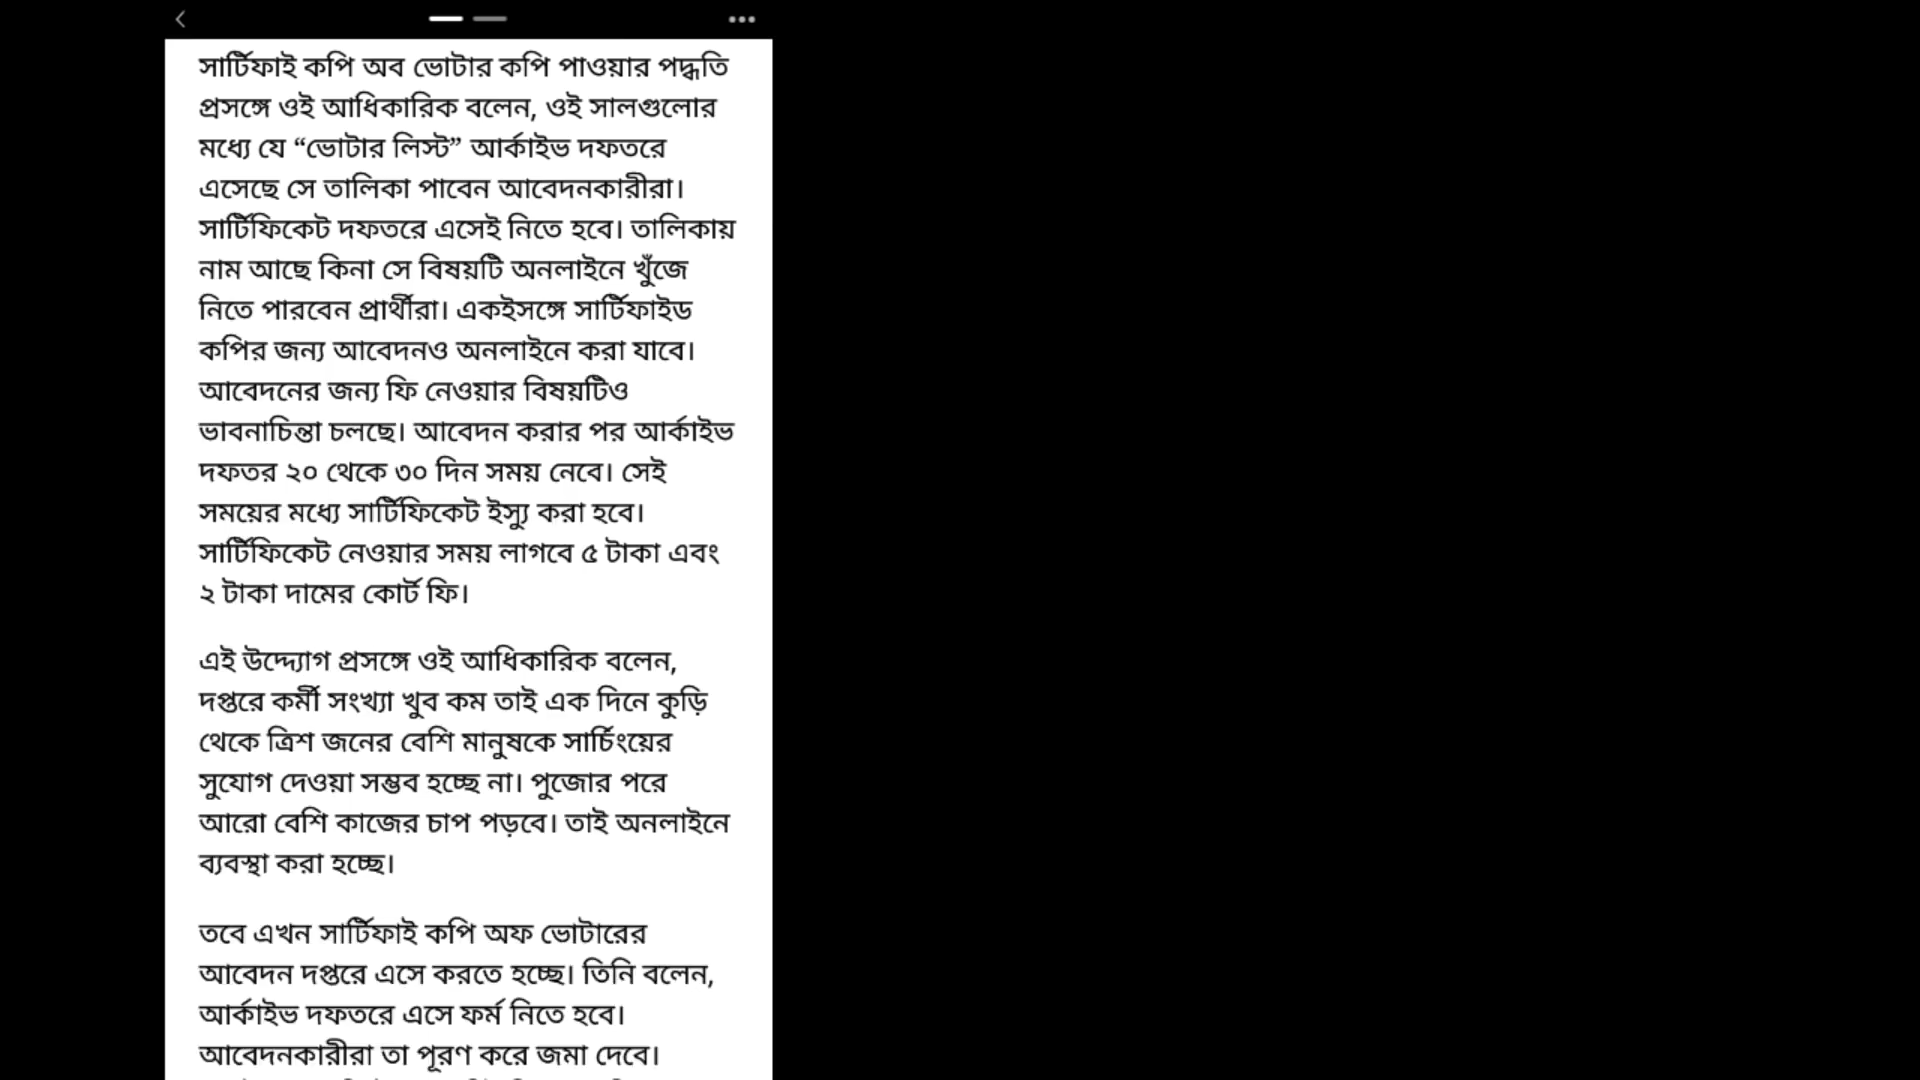 সার্টিফাই কপি অব ভোটার কপি পাওয়ার পদ্ধতি
প্রসঙ্গে ওই আধিকারিক বলেন, ওই সালগুলোর
মধ্যে যে “ভোটার লিস্ট” আর্কাইভ দফতরে
এসেছে সে তালিকা পাবেন আবেদনকারীরা।
সার্টিফিকেট দফতরে এসেই নিতে হবে। তালিকায়
নাম আছে কিনা সে বিষয়টি অনলাইনে খুঁজে
নিতে পারবেন প্রার্থীরা। একইসঙ্গে সার্টিফাইড
কপির জন্য আবেদনও অনলাইনে করা যাবে।
আবেদনের জন্য ফি নেওয়ার বিষয়টিও
ভাবনাচিন্তা চলছে। আবেদন করার পর আর্কাইভ
দফতর ২০ থেকে ৩০ দিন সময় নেবে। সেই
সময়ের মধ্যে সার্টিফিকেট ইস্যু করা হবে।
সার্টিফিকেট নেওয়ার সময় লাগবে ৫ টাকা এবং
২ টাকা দামের কোর্ট ফি।
এই উদ্দ্যোগ প্রসঙ্গে ওই আধিকারিক বলেন,
দপ্তরে কর্মী সংখ্যা খুব কম তাই এক দিনে কুড়ি
থেকে ত্রিশ জনের বেশি মানুষকে সার্চিংয়ের
সুযোগ দেওয়া সম্ভব হচ্ছে না। পুজোর পরে
আরো বেশি কাজের চাপ পড়বে। তাই অনলাইনে
ব্যবস্থা করা হচ্ছে।
তবে এখন সার্টিফাই কপি অফ ভোটারের
আবেদন দপ্তরে এসে করতে হচ্ছে। তিনি বলেন,
আর্কাইভ দফতরে এসে ফর্ম নিতে হবে।
আবেদনকারীরা তা পূরণ করে জমা দেবে।